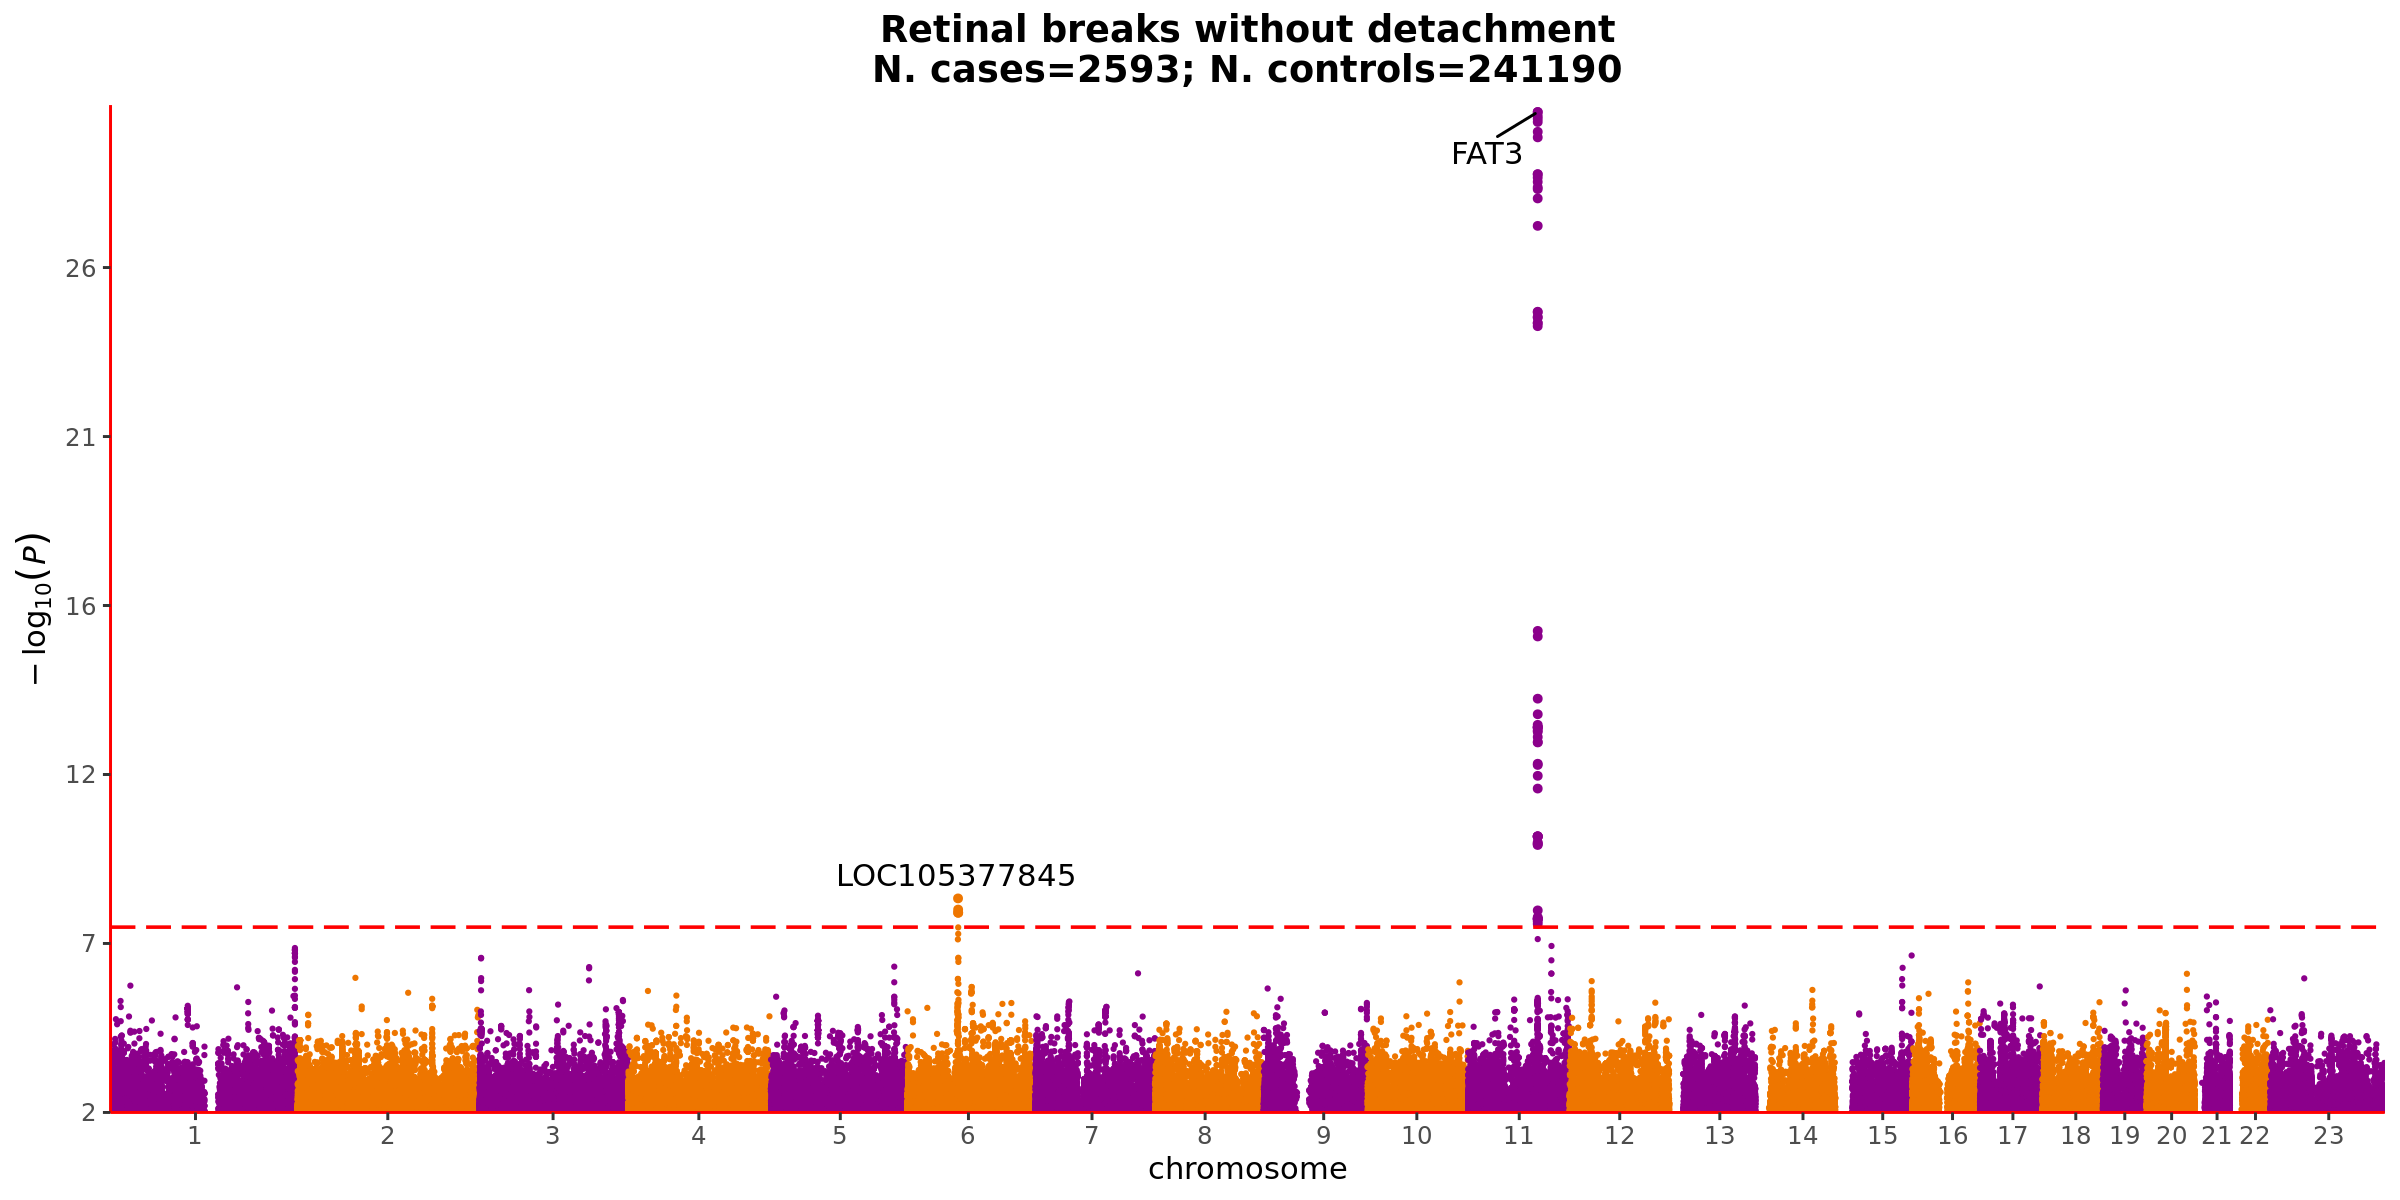 Retinal breaks without detachment
N. cases=2593; N. controls=241190
FAT3
26
21
16
12
LOC105377845
7
2
− log10(P)
1 2 3 4 5 6 7 8 9 10 11 12 13 14 15 16 17 18 19 20 21 22 23
chromosome